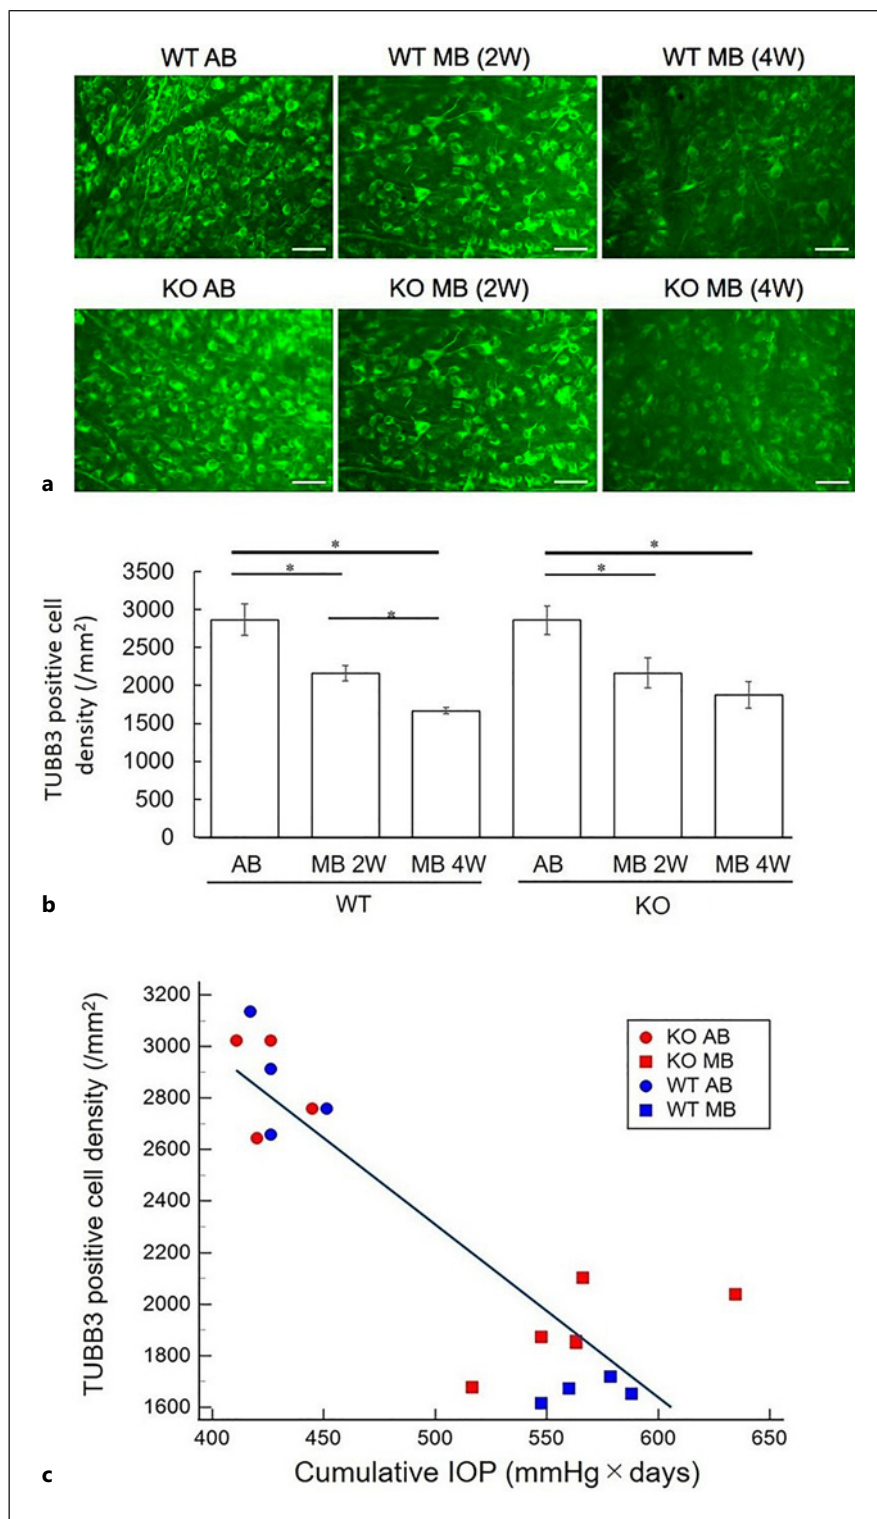 WT AB WT MB (2W) WT MB (4W)
KO AB KO MB (2W) KO MB (4W)
a
TUBB3 positive cell
density (/mm²)
3500
3000
2500
2000
1500
1000
500
0
* * * * *
AB MB 2W MB 4W AB MB 2W MB 4W
WT KO
b
TUBB3 positive cell density (/mm²)
3200
3000
2800
2600
2400
2200
2000
1800
1600
KO AB
KO MB
WT AB
WT MB
400 450 500 550 600 650
Cumulative IOP (mmHg × days)
c